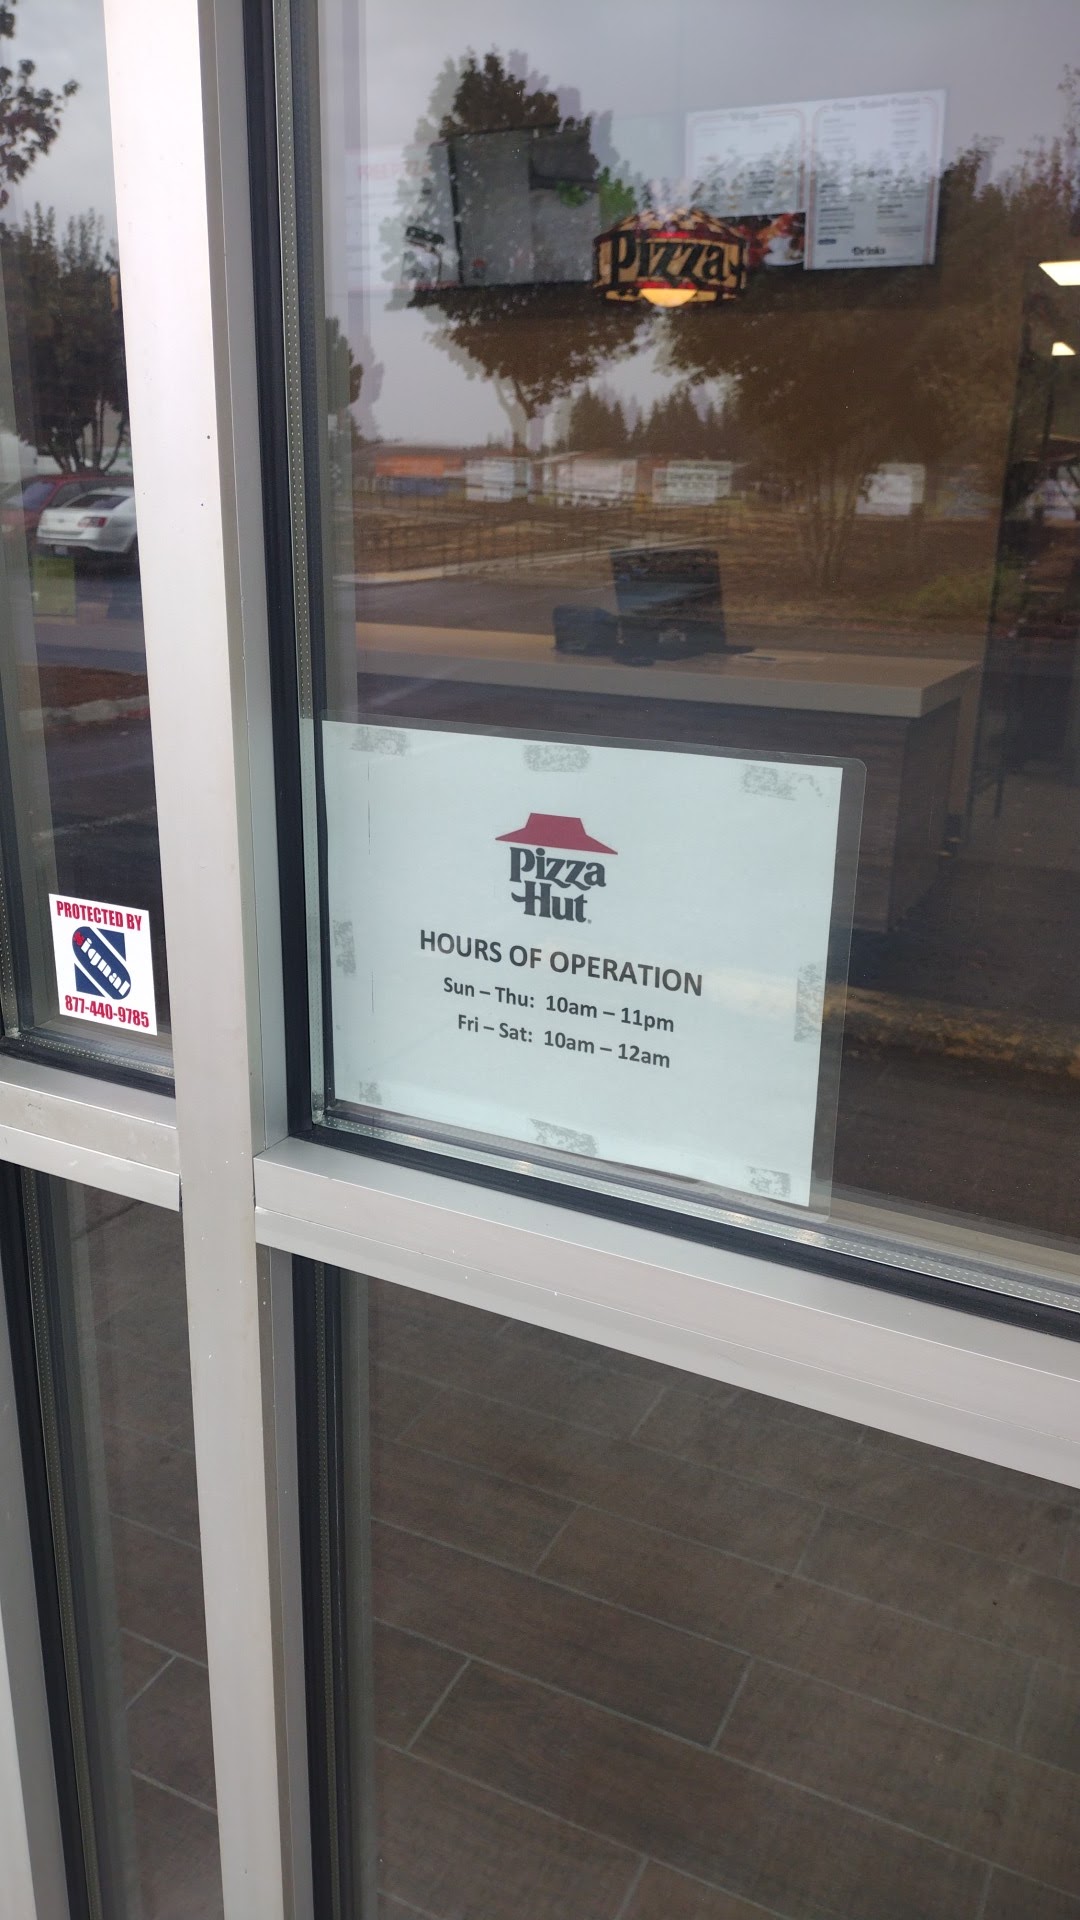 Pizza
Drinks
Pizza
Hut
HOURS OF OPERATION
Sun – Thu: 10am – 11pm
Fri – Sat: 10am – 12am
PROTECTED BY
Signal
877-440-9785